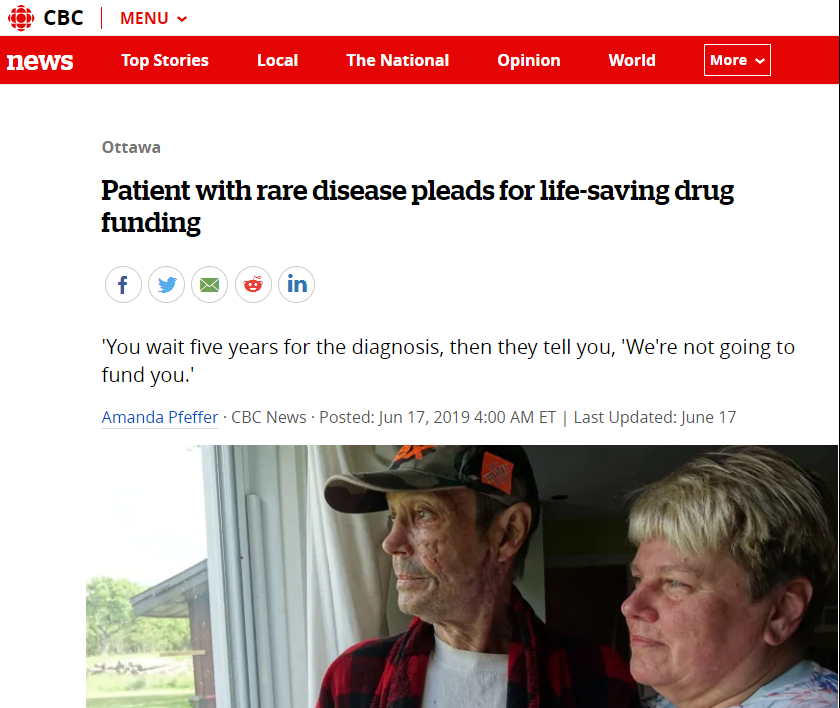 CBC MENU
news Top Stories Local The National Opinion World More
Ottawa
Patient with rare disease pleads for life-saving drug
funding
'You wait five years for the diagnosis, then they tell you, 'We're not going to
fund you.'
Amanda Pfeffer · CBC News · Posted: Jun 17, 2019 4:00 AM ET | Last Updated: June 17